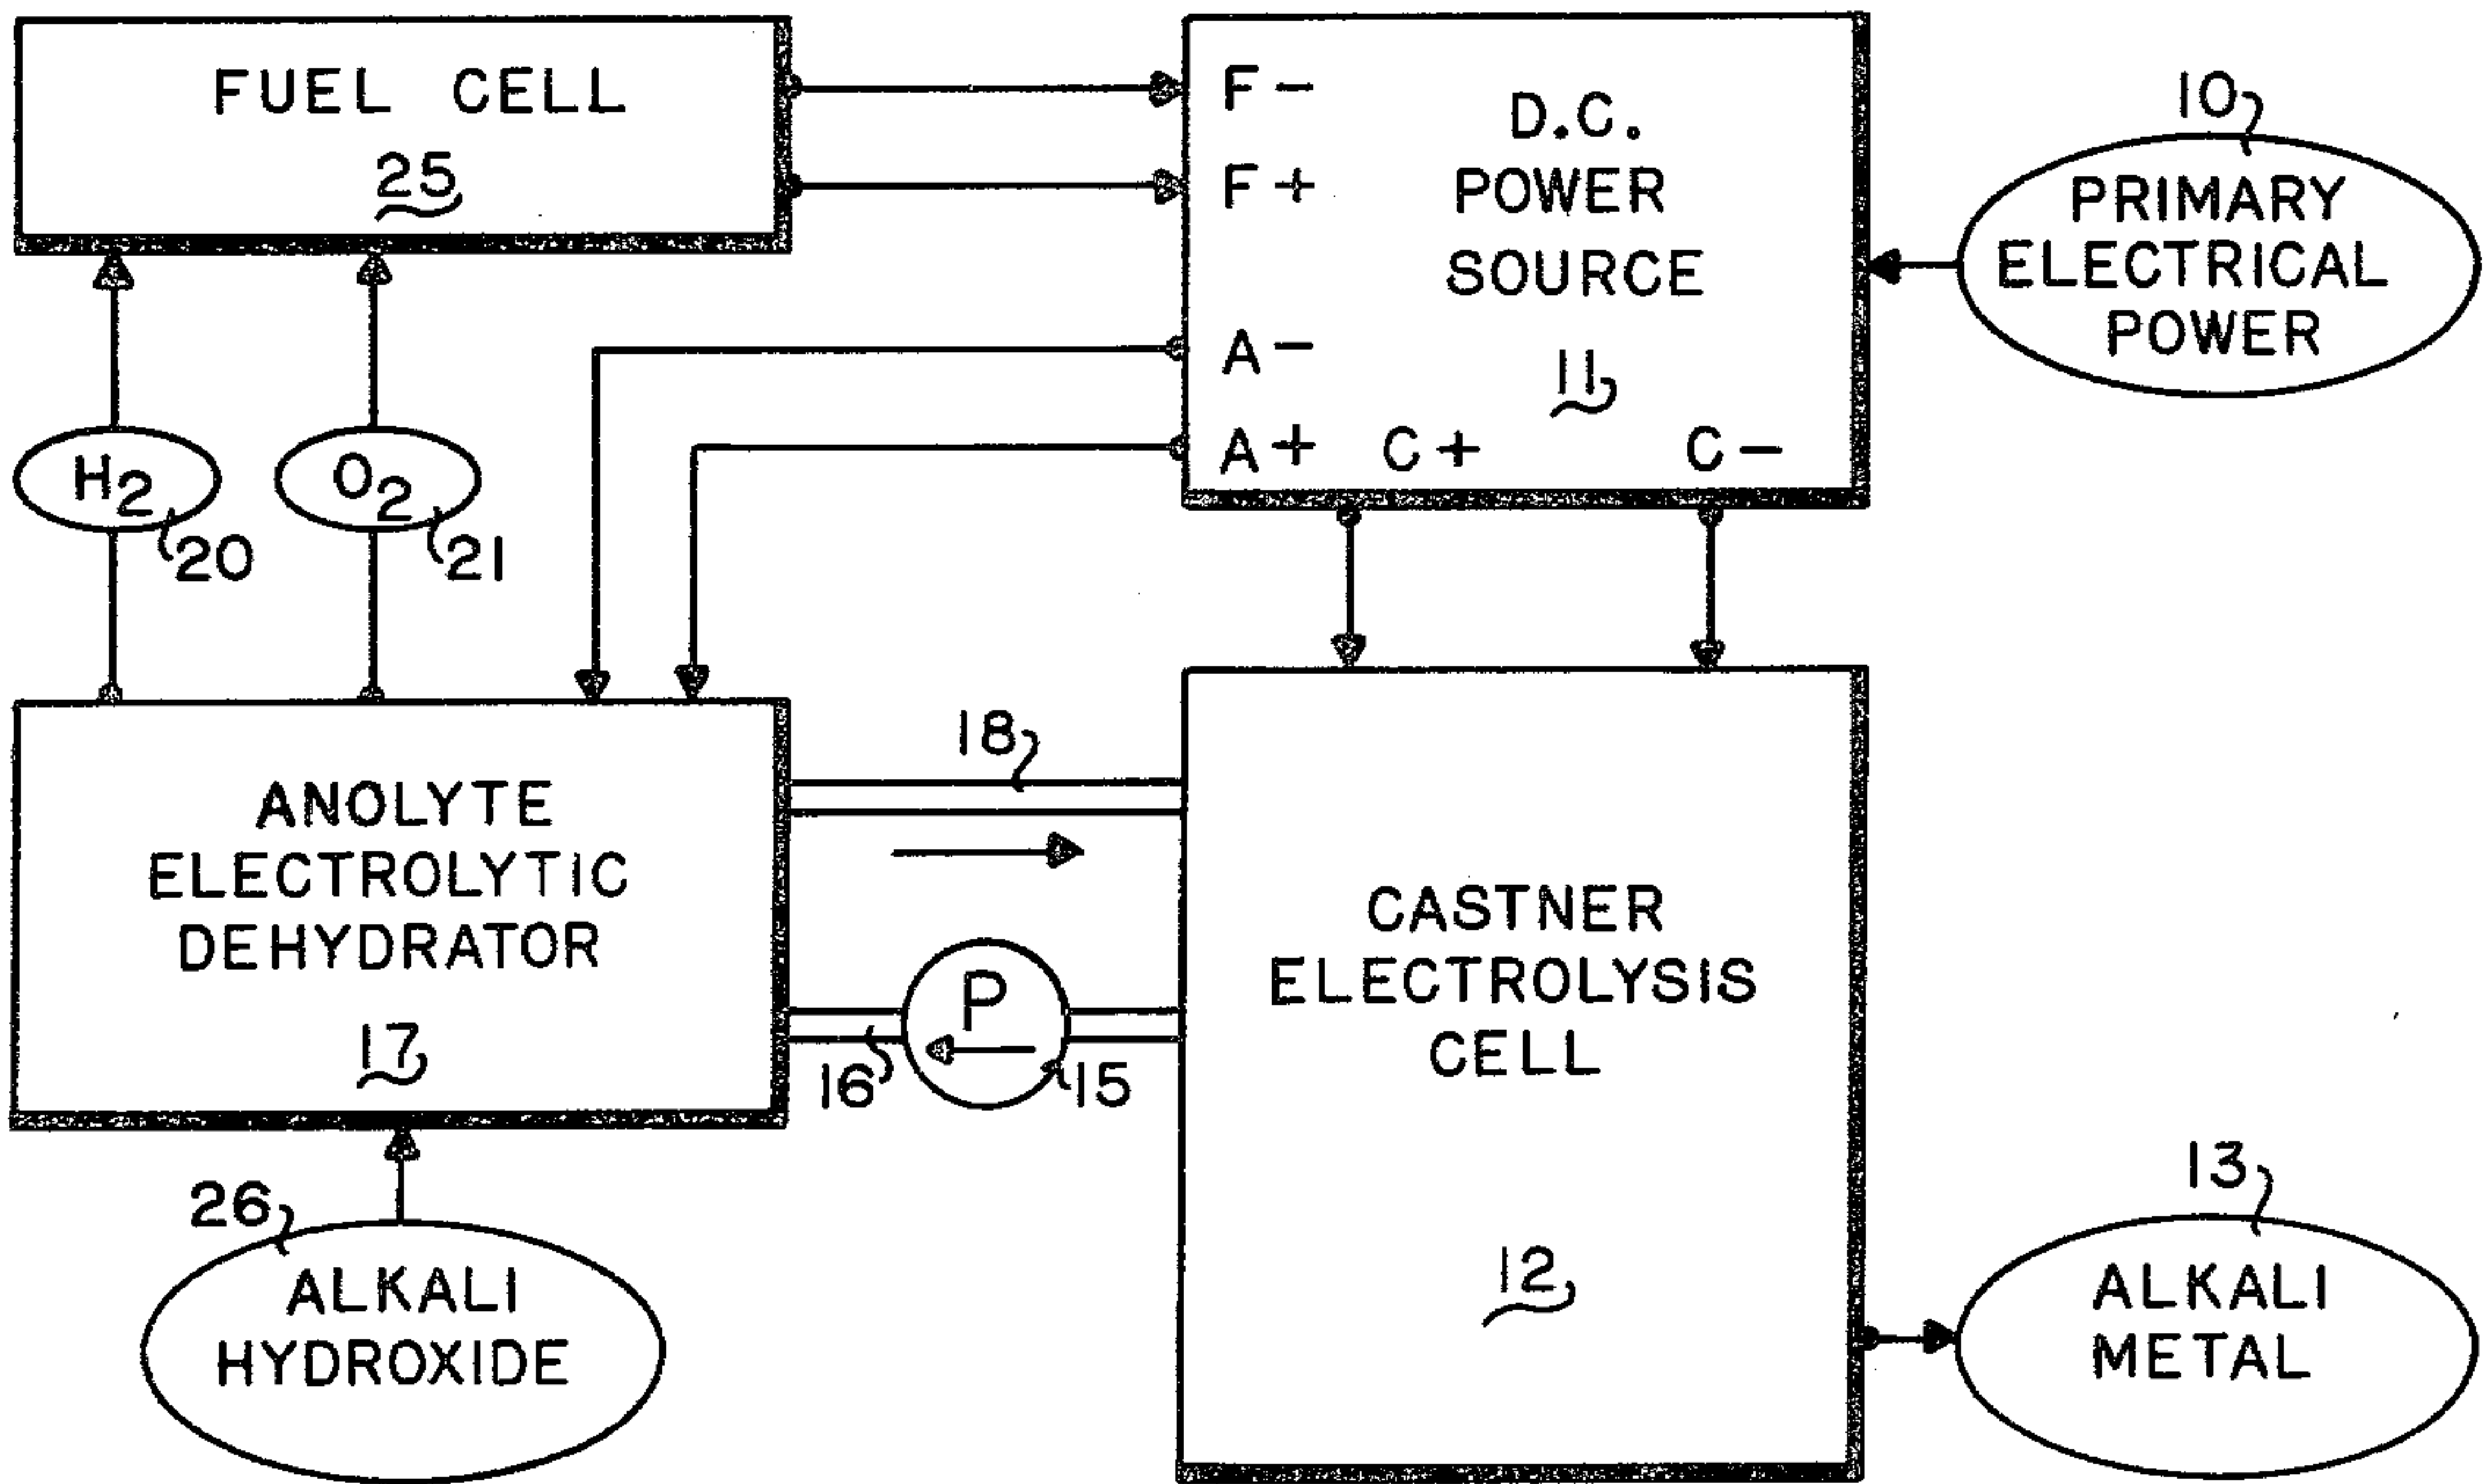 FUEL CELL
25
F-
F+
A-
A+ C+ C-
D.C.
POWER
SOURCE
11
10
PRIMARY
ELECTRICAL
POWER
H2
20
O2
21
ANOLYTE
ELECTROLYTIC
DEHYDRATOR
17
18
P
16
15
CASTNER
ELECTROLYSIS
CELL
12
26
ALKALI
HYDROXIDE
13
ALKALI
METAL